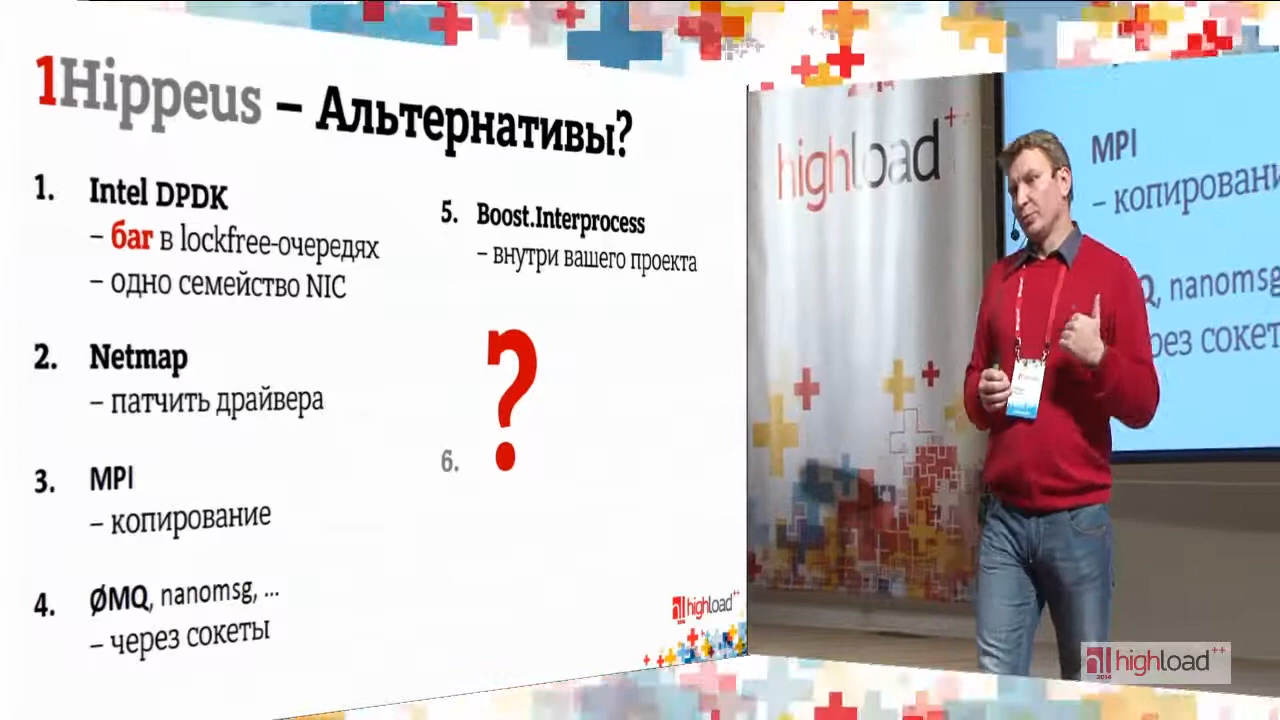 1Hippeus – Альтернативы?
1. Intel DPDK
– баг в lockfree-очередях
– одно семейство NIC
2. Netmap
– патчить драйвера
3. MPI
– копирование
4. ØMQ, nanomsg, ...
– через сокеты
5. Boost.Interprocess
– внутри вашего проекта
6. ?
highload++
2014
highload++
MPI
– копировани
Q, nanomsg
рез сокет
highload++
2014